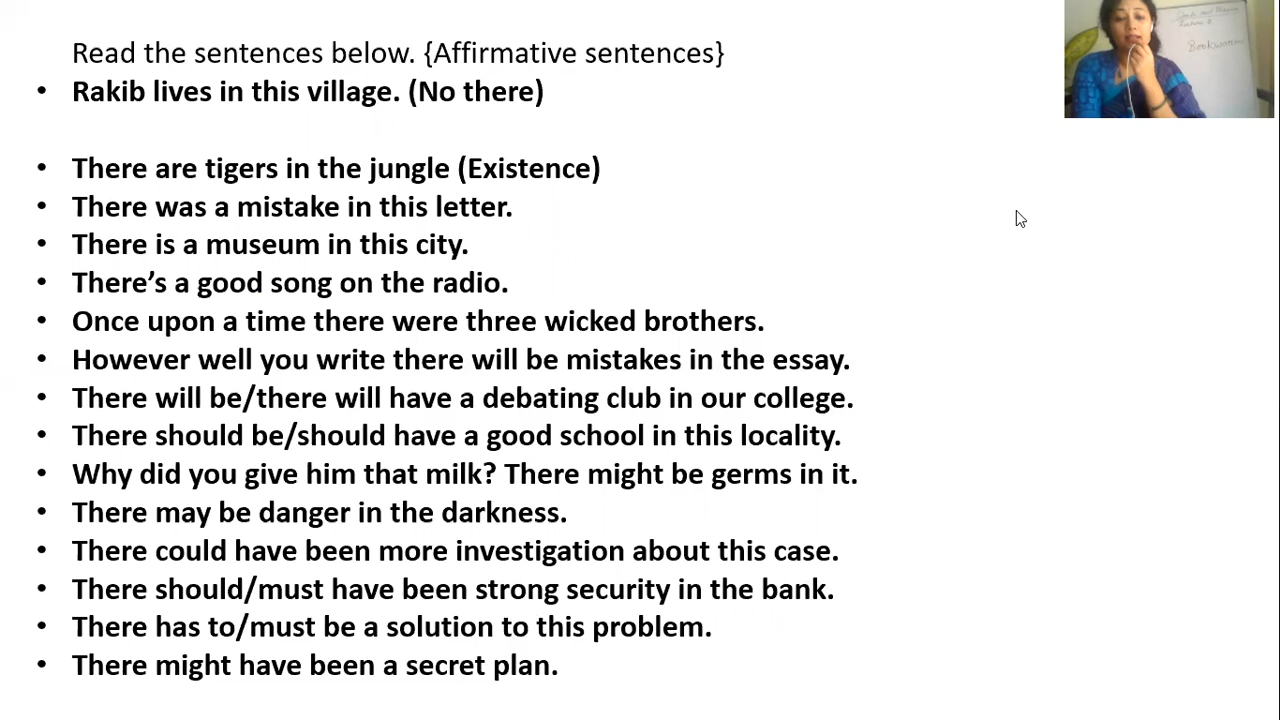 Read the sentences below. {Affirmative sentences}
• Rakib lives in this village. (No there)
• There are tigers in the jungle (Existence)
• There was a mistake in this letter.
• There is a museum in this city.
• There’s a good song on the radio.
• Once upon a time there were three wicked brothers.
• However well you write there will be mistakes in the essay.
• There will be/there will have a debating club in our college.
• There should be/should have a good school in this locality.
• Why did you give him that milk? There might be germs in it.
• There may be danger in the darkness.
• There could have been more investigation about this case.
• There should/must have been strong security in the bank.
• There has to/must be a solution to this problem.
• There might have been a secret plan.